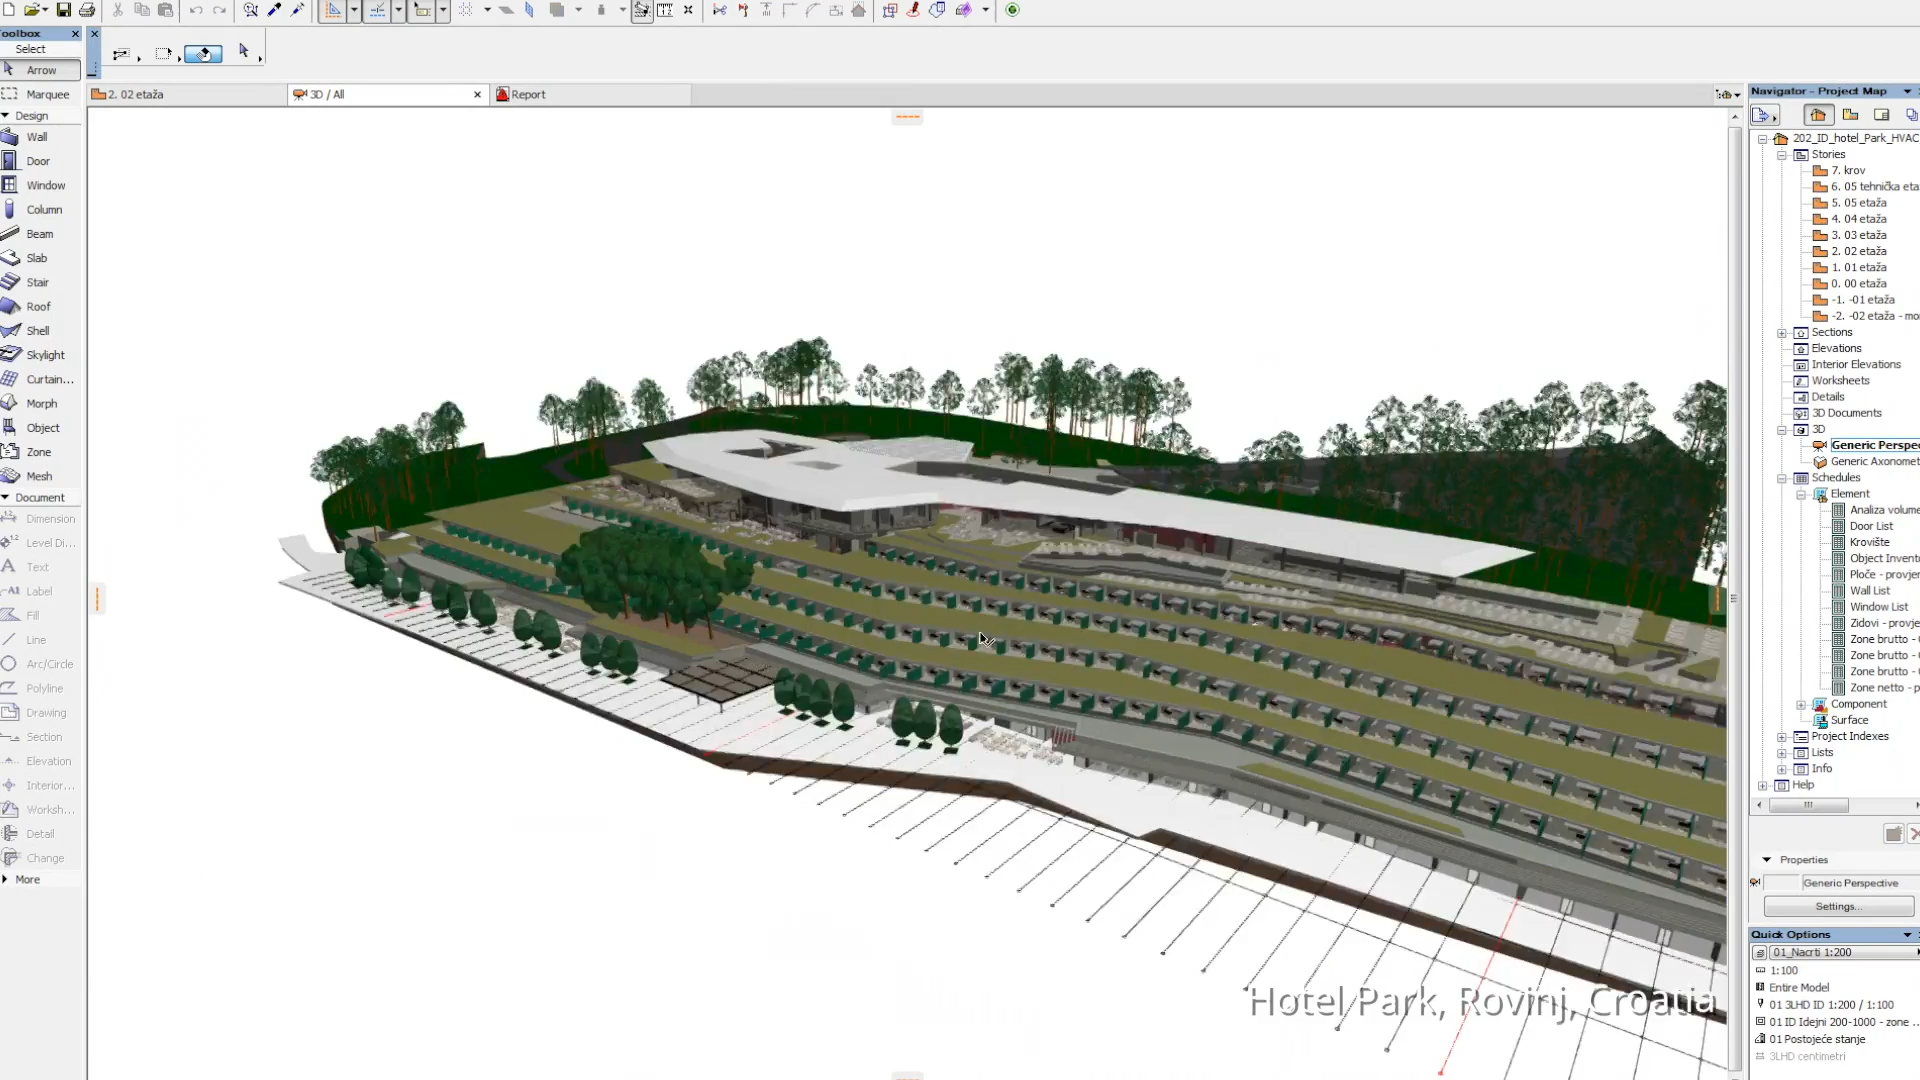 Toolbox
Select
Arrow
Marquee
Design
Wall
Door
Window
Column
Beam
Slab
Stair
Roof
Shell
Skylight
Curtain...
Morph
Object
Zone
Mesh
Document
Dimension
Level Di...
Text
A1 Label
Fill
Line
Arc/Circle
Polyline
Drawing
Section
Elevation
Interior...
Worksh...
Detail
Change
More
2. 02 etaža
3D / All
Report
Navigator - Project Map
202_ID_hotel_Park_HVAC
Stories
7. krov
6. 05 tehnička eta
5. 05 etaža
4. 04 etaža
3. 03 etaža
2. 02 etaža
1. 01 etaža
0. 00 etaža
-1. -01 etaža
-2. -02 etaža - mo
Sections
Elevations
Interior Elevations
Worksheets
Details
3D Documents
3D
Generic Perspec
Generic Axonomet
Schedules
Element
Analiza volume
Door List
Krovište
Object Invento
Ploče - provjer
Wall List
Window List
Zidovi - provje
Zone brutto -
Zone brutto -
Zone brutto -
Zone netto - p
Component
Surface
Project Indexes
Lists
Info
Help
Properties
Generic Perspective
Settings...
Quick Options
01_Nacrti 1:200
1:100
Entire Model
01 3LHD ID 1:200 / 1:100
01 ID Idejni 200-1000 - zone ...
01 Postojeće stanje
3LHD centimetri
Hotel Park, Rovinj, Croatia